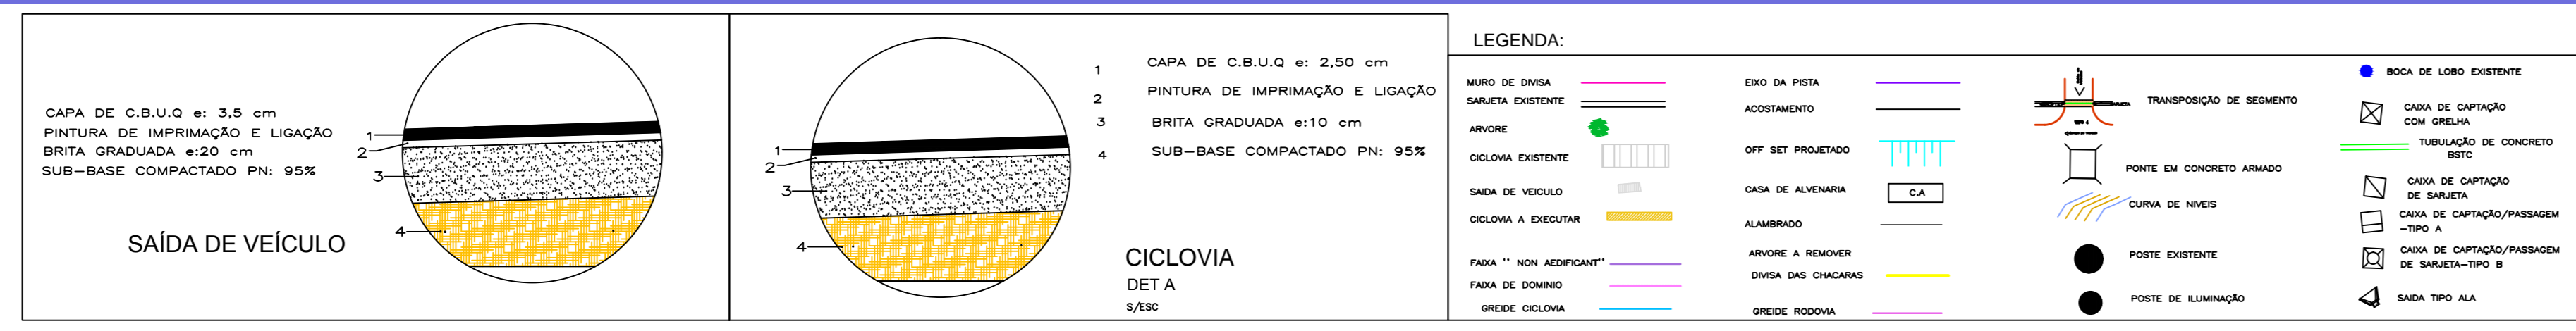 CAPA DE C.B.U.Q e: 3,5 cm
PINTURA DE IMPRIMAÇÃO E LIGAÇÃO
BRITA GRADUADA e:20 cm
SUB-BASE COMPACTADO PN: 95%
1
2
3
4
SAÍDA DE VEÍCULO
1
2
3
4
1 CAPA DE C.B.U.Q e: 2,50 cm
2 PINTURA DE IMPRIMAÇÃO E LIGAÇÃO
3 BRITA GRADUADA e:10 cm
4 SUB-BASE COMPACTADO PN: 95%
CICLOVIA
DET A
S/ESC
LEGENDA:
MURO DE DIVISA
SARJETA EXISTENTE
ARVORE
CICLOVIA EXISTENTE
SAIDA DE VEICULO
CICLOVIA A EXECUTAR
FAIXA '' NON AEDIFICANT''
FAIXA DE DOMINIO
GREIDE CICLOVIA
EIXO DA PISTA
ACOSTAMENTO
OFF SET PROJETADO
CASA DE ALVENARIA
C.A
ALAMBRADO
ARVORE A REMOVER
DIVISA DAS CHACARAS
GREIDE RODOVIA
TRANSPOSIÇÃO DE SEGMENTO
PONTE EM CONCRETO ARMADO
CURVA DE NIVEIS
POSTE EXISTENTE
POSTE DE ILUMINAÇÃO
BOCA DE LOBO EXISTENTE
CAIXA DE CAPTAÇÃO
COM GRELHA
TUBULAÇÃO DE CONCRETO
BSTC
CAIXA DE CAPTAÇÃO
DE SARJETA
CAIXA DE CAPTAÇÃO/PASSAGEM
-TIPO A
CAIXA DE CAPTAÇÃO/PASSAGEM
DE SARJETA-TIPO B
SAIDA TIPO ALA